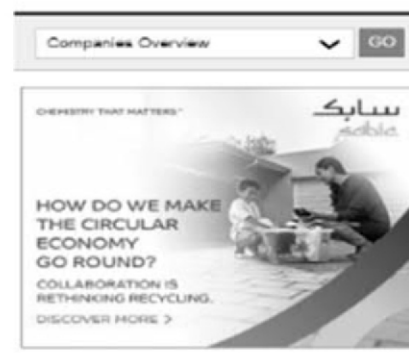 Companies Overview
GO
CHEMISTRY THAT MATTERS™
سابك
sabic
HOW DO WE MAKE
THE CIRCULAR
ECONOMY
GO ROUND?
COLLABORATION IS
RETHINKING RECYCLING.
DISCOVER MORE >